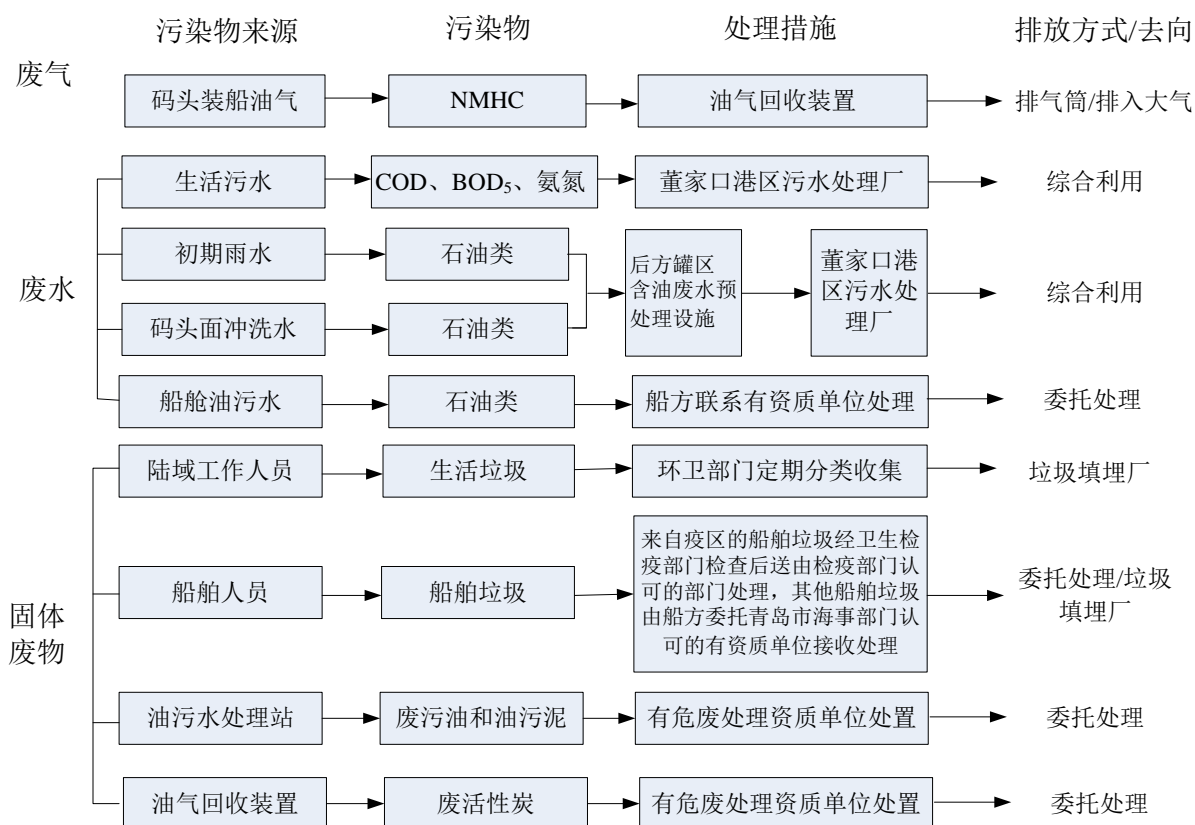 污染物来源 污染物 处理措施 排放方式/去向
废气
码头装船油气 NMHC 油气回收装置 排气筒/排入大气
废水
生活污水 COD、BOD₅、氨氮 董家口港区污水处理厂 综合利用
初期雨水 石油类
码头面冲洗水 石油类
后方罐区
含油废水预
处理设施
董家口港
区污水处
理厂
综合利用
船舱油污水 石油类 船方联系有资质单位处理 委托处理
固体
废物
陆域工作人员 生活垃圾 环卫部门定期分类收集 垃圾填埋厂
船舶人员 船舶垃圾
来自疫区的船舶垃圾经卫生检
疫部门检查后送由检疫部门认
可的部门处理，其他船舶垃圾
由船方委托青岛市海事部门认
可的有资质单位接收处理
委托处理/垃圾
填埋厂
油污水处理站 废污油和油污泥 有危废处理资质单位处置 委托处理
油气回收装置 废活性炭 有危废处理资质单位处置 委托处理